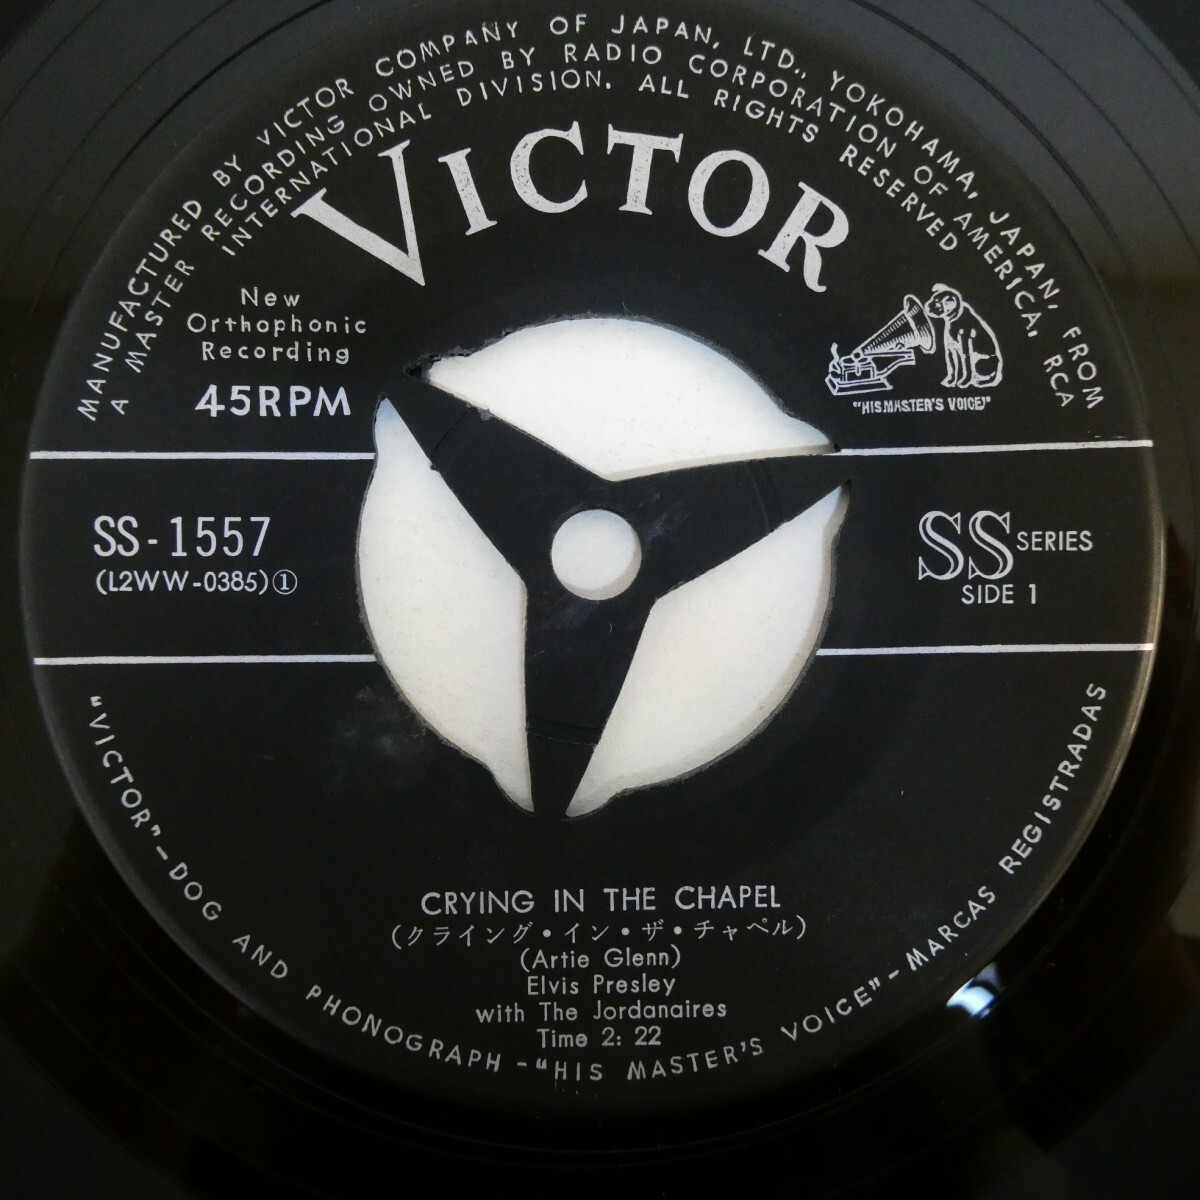 MANUFACTURED BY VICTOR COMPANY OF JAPAN, LTD., YOKOHAMA, JAPAN, FROM
A MASTER RECORDING OWNED BY RADIO CORPORATION OF AMERICA, RCA
INTERNATIONAL DIVISION. ALL RIGHTS RESERVED
VICTOR
New
Orthophonic
Recording
45RPM
"HIS MASTER'S VOICE"
SS-1557
(L2WW-0385)①
SS SERIES
SIDE 1
CRYING IN THE CHAPEL
(クライング・イン・ザ・チャペル)
(Artie Glenn)
Elvis Presley
with The Jordanaires
Time 2: 22
"VICTOR"-DOG AND PHONOGRAPH-"HIS MASTER'S VOICE"-MARCAS REGISTRADAS